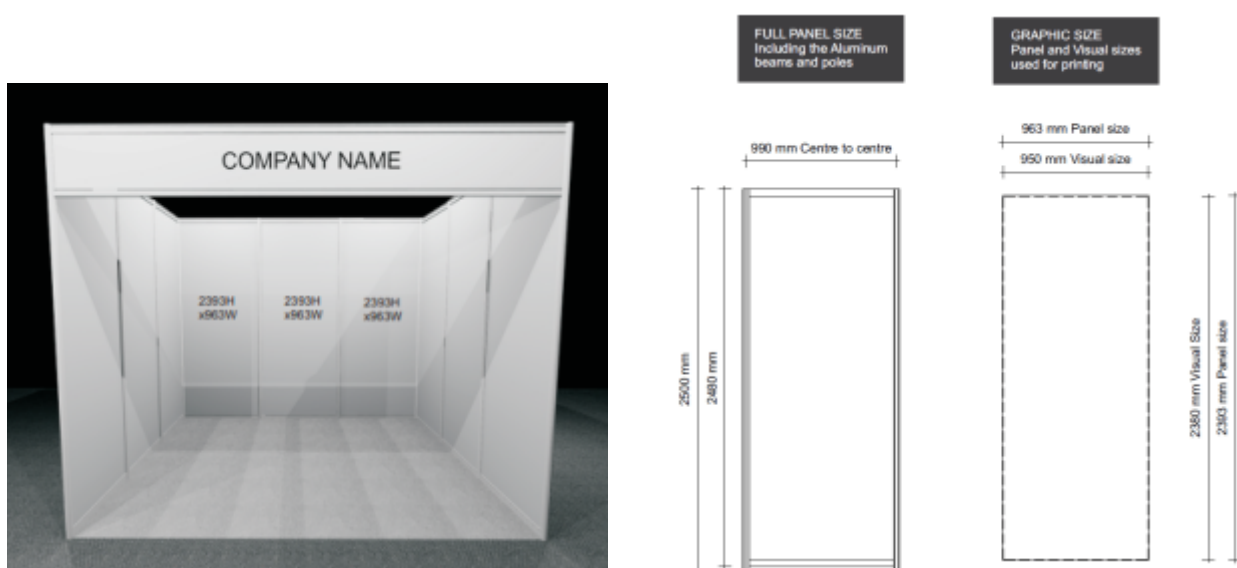 COMPANY NAME
2393H
x963W
2393H
x963W
2393H
x963W
FULL PANEL SIZE
Including the Aluminum
beams and poles
990 mm Centre to centre
2500 mm
2480 mm
GRAPHIC SIZE
Panel and Visual sizes
used for printing
963 mm Panel size
950 mm Visual size
2380 mm Visual Size
2393 mm Panel size